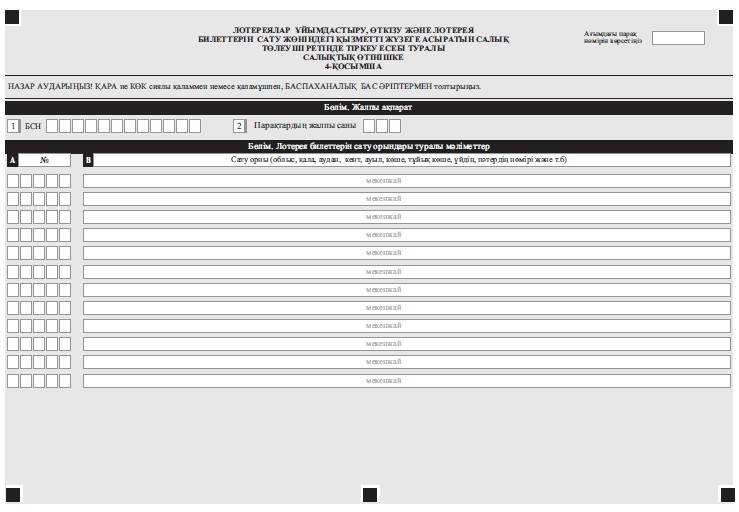 ЛОТЕРЕЯЛАР ҰЙЫМДАСТЫРУ, ӨТКІЗУ ЖӘНЕ ЛОТЕРЕЯ
БИЛЕТТЕРІН САТУ ЖӨНІНДЕГІ ҚЫЗМЕТТІ ЖҮЗЕГЕ АСЫРАТЫН САЛЫҚ
ТӨЛЕУШІ РЕТІНДЕ ТІРКЕУ ЕСЕБІ ТУРАЛЫ
САЛЫҚТЫҚ ӨТІНІШКЕ
4-ҚОСЫМША
Ағымдағы парақ
нөмірін көрсетіңіз
НАЗАР АУДАРЫҢЫЗ! ҚАРА не КӨК сиялы қаламмен немесе қаламұшпен, БАСПАХАНАЛЫҚ БАС ӘРІПТЕРМЕН толтырыңыз.
Бөлім. Жалпы ақпарат
1 БСН 2 Парақтардың жалпы саны
Бөлім. Лотерея билеттерін сату орындары туралы мәліметтер
A № B Сату орны (облыс, қала, аудан, кент, ауыл, көше, тұйық көше, үйдің, пәтердің нөмірі және т.б)
мекенжай
мекенжай
мекенжай
мекенжай
мекенжай
мекенжай
мекенжай
мекенжай
мекенжай
мекенжай
мекенжай
мекенжай